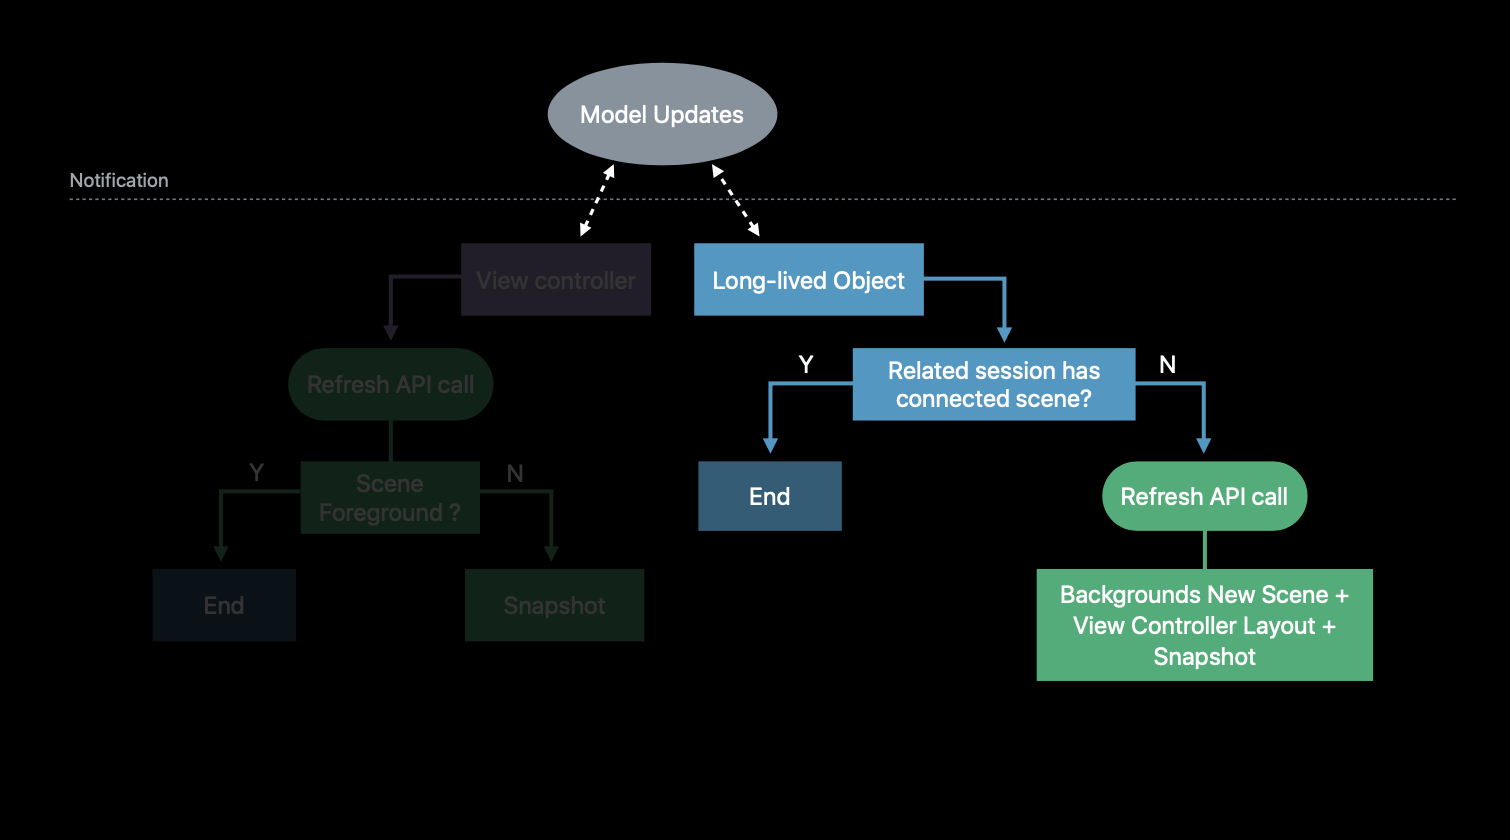 Model Updates
Notification
View controller
Long-lived Object
Refresh API call
Y
N
Scene
Foreground ?
End
Snapshot
Y
N
Related session has
connected scene?
End
Refresh API call
Backgrounds New Scene +
View Controller Layout +
Snapshot